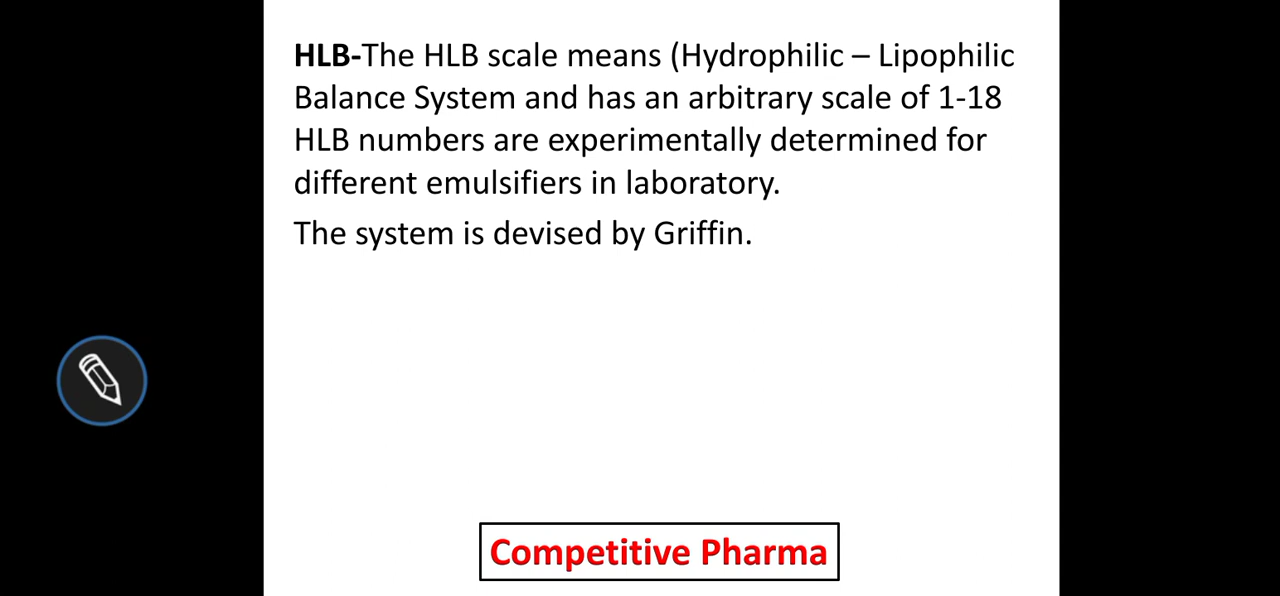 HLB-The HLB scale means (Hydrophilic – Lipophilic
Balance System and has an arbitrary scale of 1-18
HLB numbers are experimentally determined for
different emulsifiers in laboratory.
The system is devised by Griffin.
Competitive Pharma